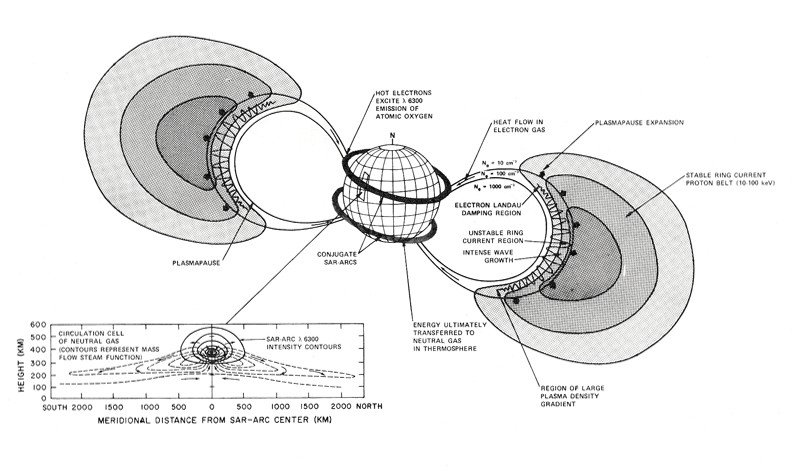 HOT ELECTRONS
EXCITE λ 6300
EMISSION OF
ATOMIC OXYGEN
N
HEAT FLOW IN
ELECTRON GAS
PLASMAPAUSE EXPANSION
Nₑ = 10 cm⁻³
Nₑ = 100 cm⁻³
Nₑ = 1000 cm⁻³
STABLE RING CURRENT
PROTON BELT (10-100 keV)
ELECTRON LANDAU
DAMPING REGION
UNSTABLE RING
CURRENT REGION
INTENSE WAVE
GROWTH
PLASMAPAUSE
CONJUGATE
SAR-ARCS
ENERGY ULTIMATELY
TRANSFERRED TO
NEUTRAL GAS
IN THERMOSPHERE
REGION OF LARGE
PLASMA DENSITY
GRADIENT
HEIGHT (KM)
600
500
400
300
200
100
0
CIRCULATION CELL
OF NEUTRAL GAS
(CONTOURS REPRESENT MASS
FLOW STEAM FUNCTION)
SAR-ARC λ 6300
INTENSITY CONTOURS
SOUTH 2000 1000 500 0 500 1000 1500 2000 NORTH
MERIDIONAL DISTANCE FROM SAR-ARC CENTER (KM)